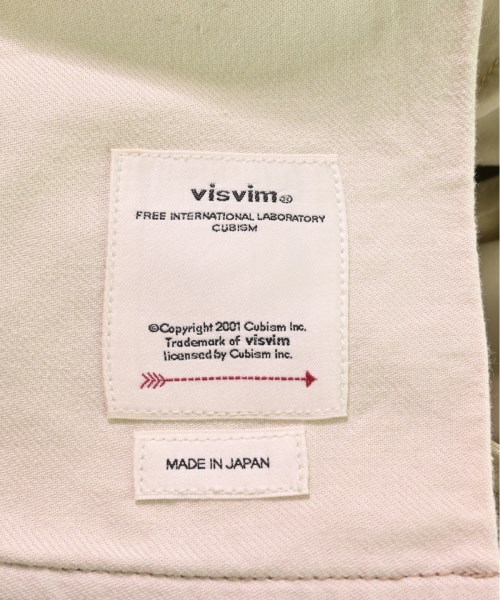 visvim®
FREE INTERNATIONAL LABORATORY
CUBISM
©Copyright 2001 Cubism Inc.
Trademark of visvim
licensed by Cubism Inc.
MADE IN JAPAN